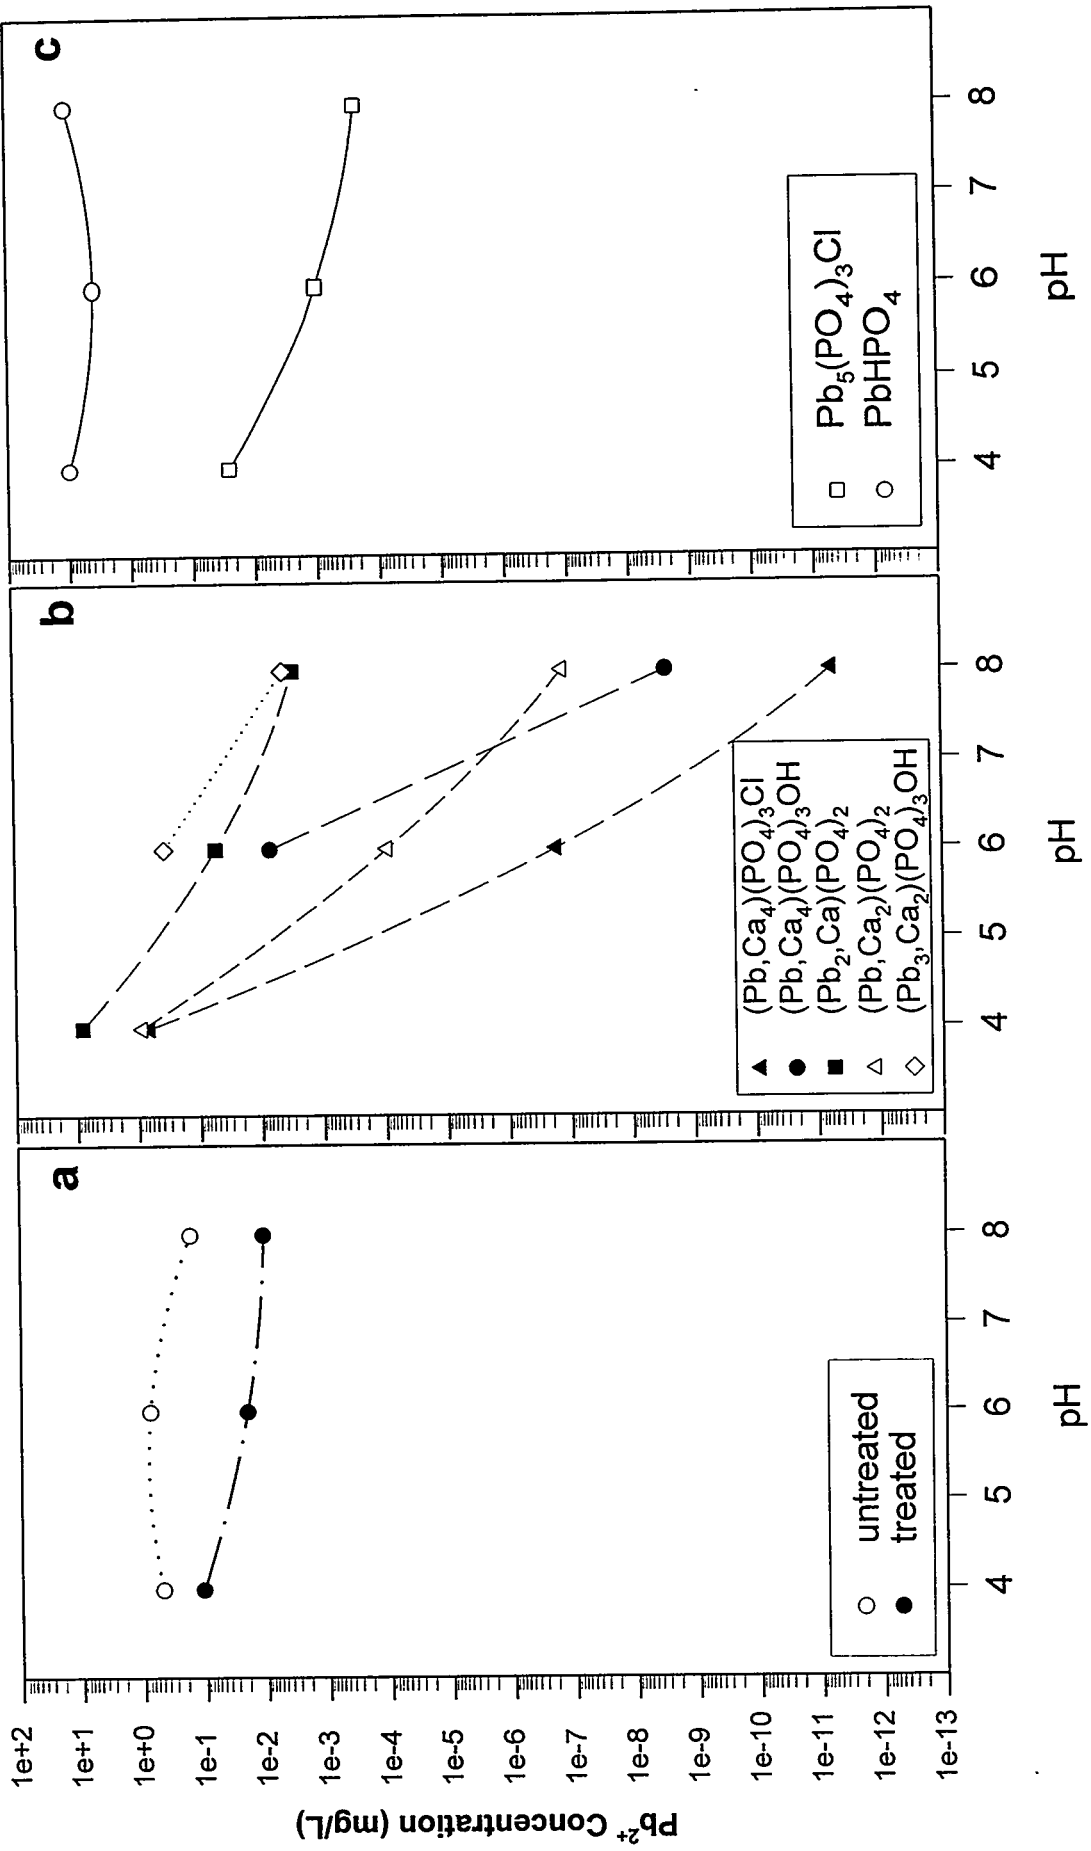 Pb2+ Concentration (mg/L)
1e+2
1e+1
1e+0
1e-1
1e-2
1e-3
1e-4
1e-5
1e-6
1e-7
1e-8
1e-9
1e-10
1e-11
1e-12
1e-13
a
untreated
treated
4 5 6 7 8
pH
b
(Pb,Ca4)(PO4)3Cl
(Pb,Ca4)(PO4)3OH
(Pb2,Ca)(PO4)2
(Pb,Ca2)(PO4)2
(Pb3,Ca2)(PO4)3OH
4 5 6 7 8
pH
c
Pb5(PO4)3Cl
PbHPO4
4 5 6 7 8
pH